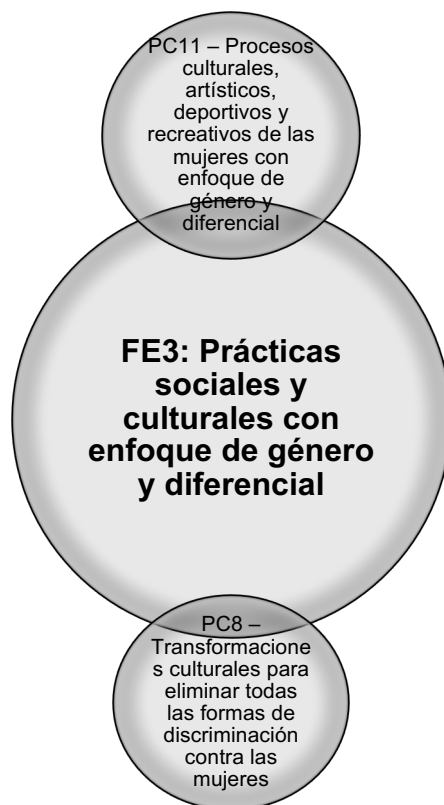 PC11 – Procesos
culturales,
artísticos,
deportivos y
recreativos de las
mujeres con
enfoque de
género y
diferencial
FE3: Prácticas
sociales y
culturales con
enfoque de género
y diferencial
PC8 –
Transformacione
s culturales para
eliminar todas
las formas de
discriminación
contra las
mujeres